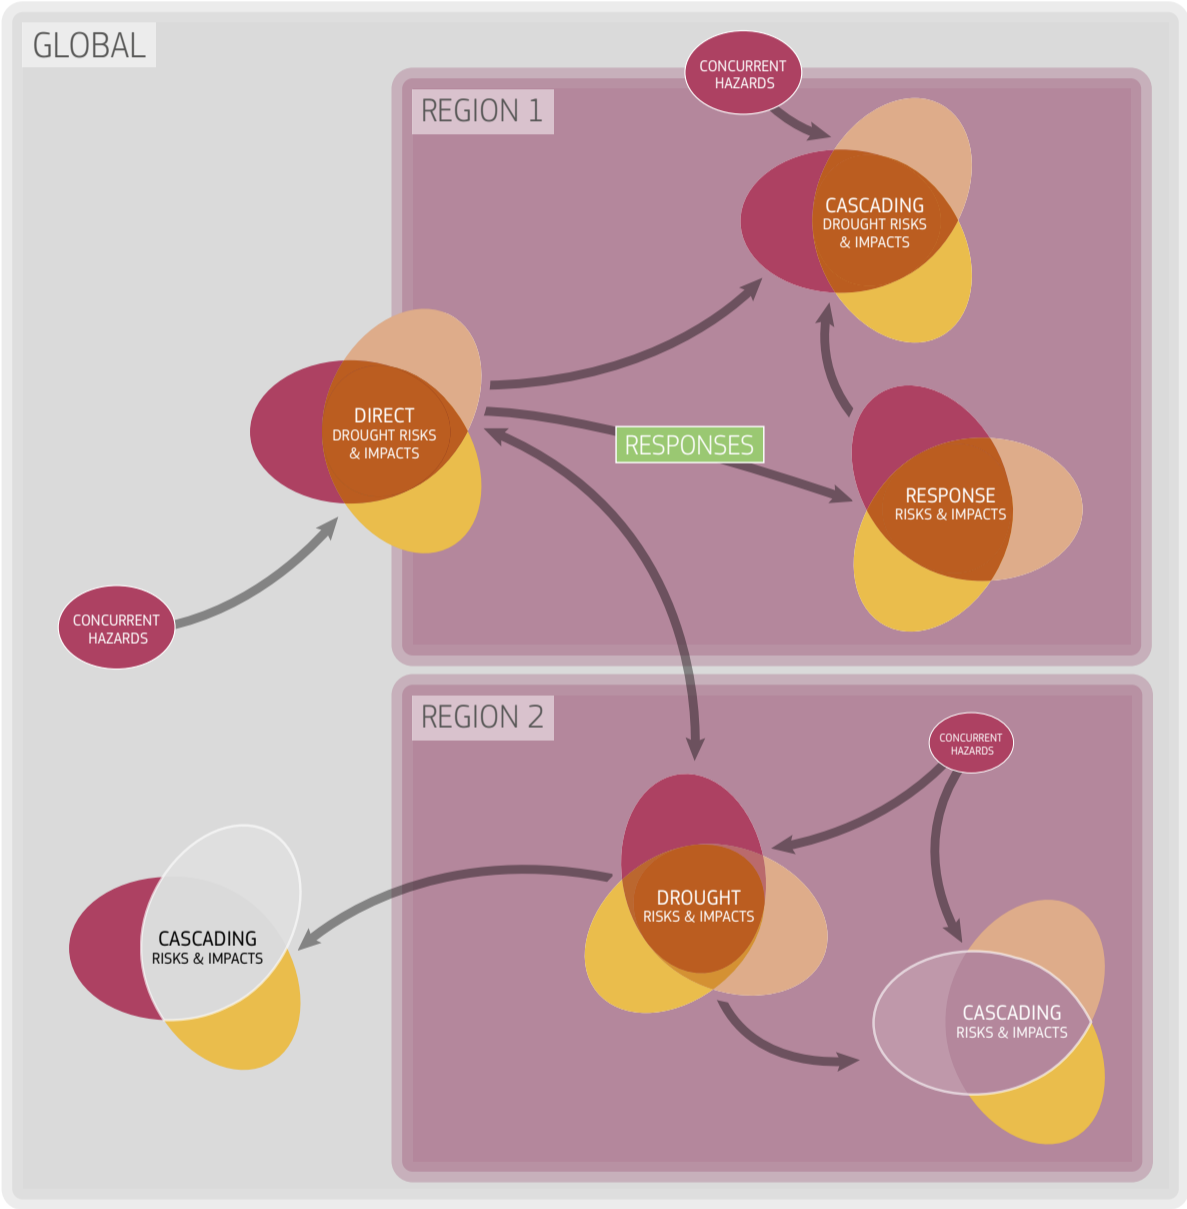 GLOBAL
CONCURRENT
HAZARDS
REGION 1
CASCADING
DROUGHT RISKS
& IMPACTS
DIRECT
DROUGHT RISKS
& IMPACTS
RESPONSES
RESPONSE
RISKS & IMPACTS
CONCURRENT
HAZARDS
REGION 2
CONCURRENT
HAZARDS
DROUGHT
RISKS & IMPACTS
CASCADING
RISKS & IMPACTS
CASCADING
RISKS & IMPACTS